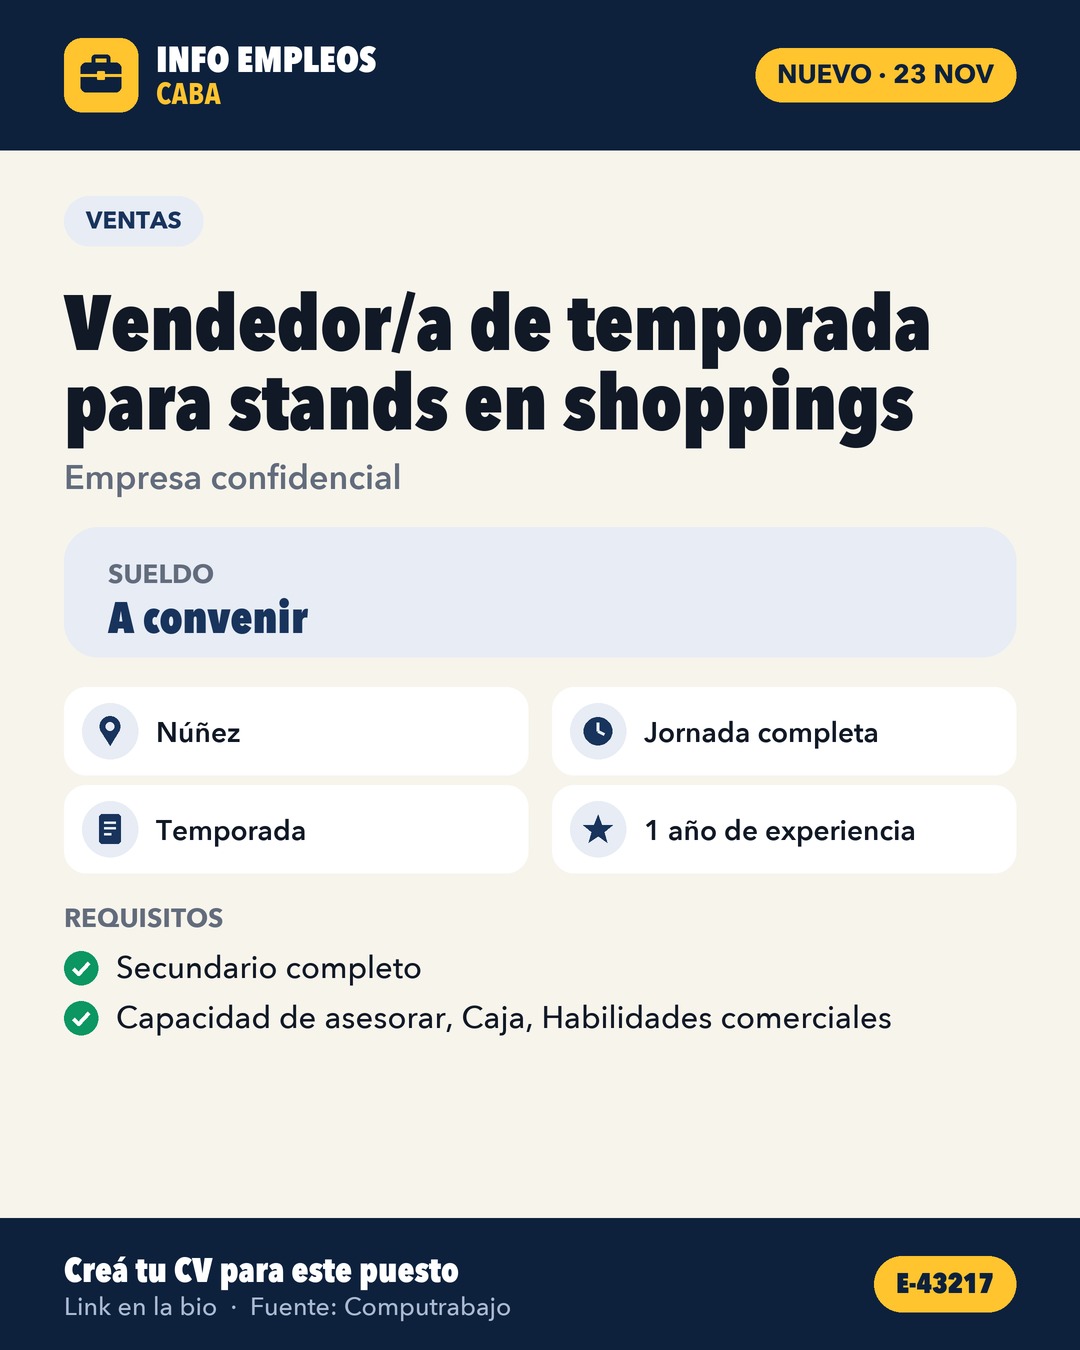 INFO EMPLEOS
CABA
NUEVO · 23 NOV
VENTAS
Vendedor/a de temporada
para stands en shoppings
Empresa confidencial
SUELDO
A convenir
Núñez
Jornada completa
Temporada
1 año de experiencia
REQUISITOS
Secundario completo
Capacidad de asesorar, Caja, Habilidades comerciales
Creá tu CV para este puesto
Link en la bio · Fuente: Computrabajo
E-43217